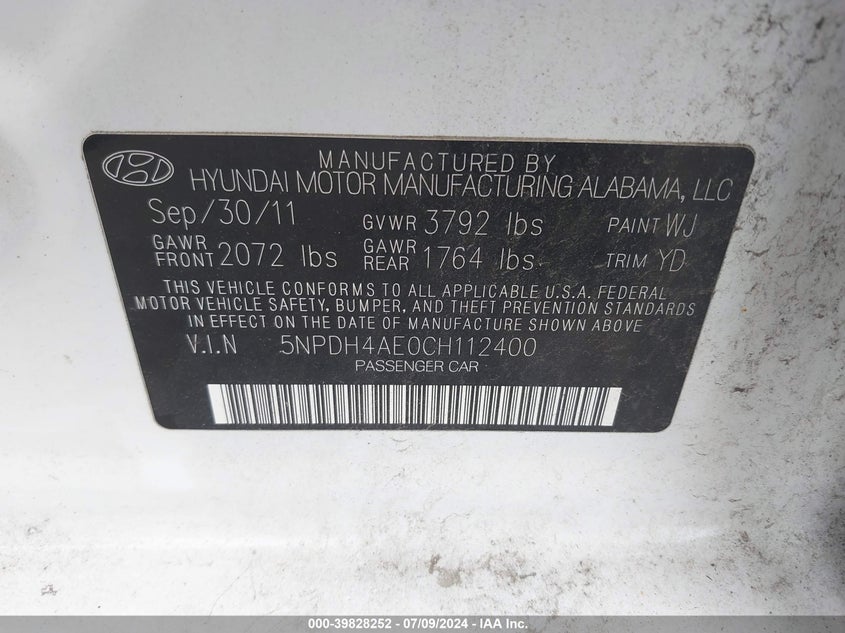 MANUFACTURED BY
HYUNDAI MOTOR MANUFACTURING ALABAMA, LLC
Sep/30/11 GVWR 3792 lbs PAINT WJ
GAWR FRONT 2072 lbs GAWR REAR 1764 lbs TRIM YD
THIS VEHICLE CONFORMS TO ALL APPLICABLE U.S.A. FEDERAL
MOTOR VEHICLE SAFETY, BUMPER, AND THEFT PREVENTION STANDARDS
IN EFFECT ON THE DATE OF MANUFACTURE SHOWN ABOVE
V.I.N 5NPDH4AE0CH112400
PASSENGER CAR
000-39828252 - 07/09/2024 - IAA Inc.